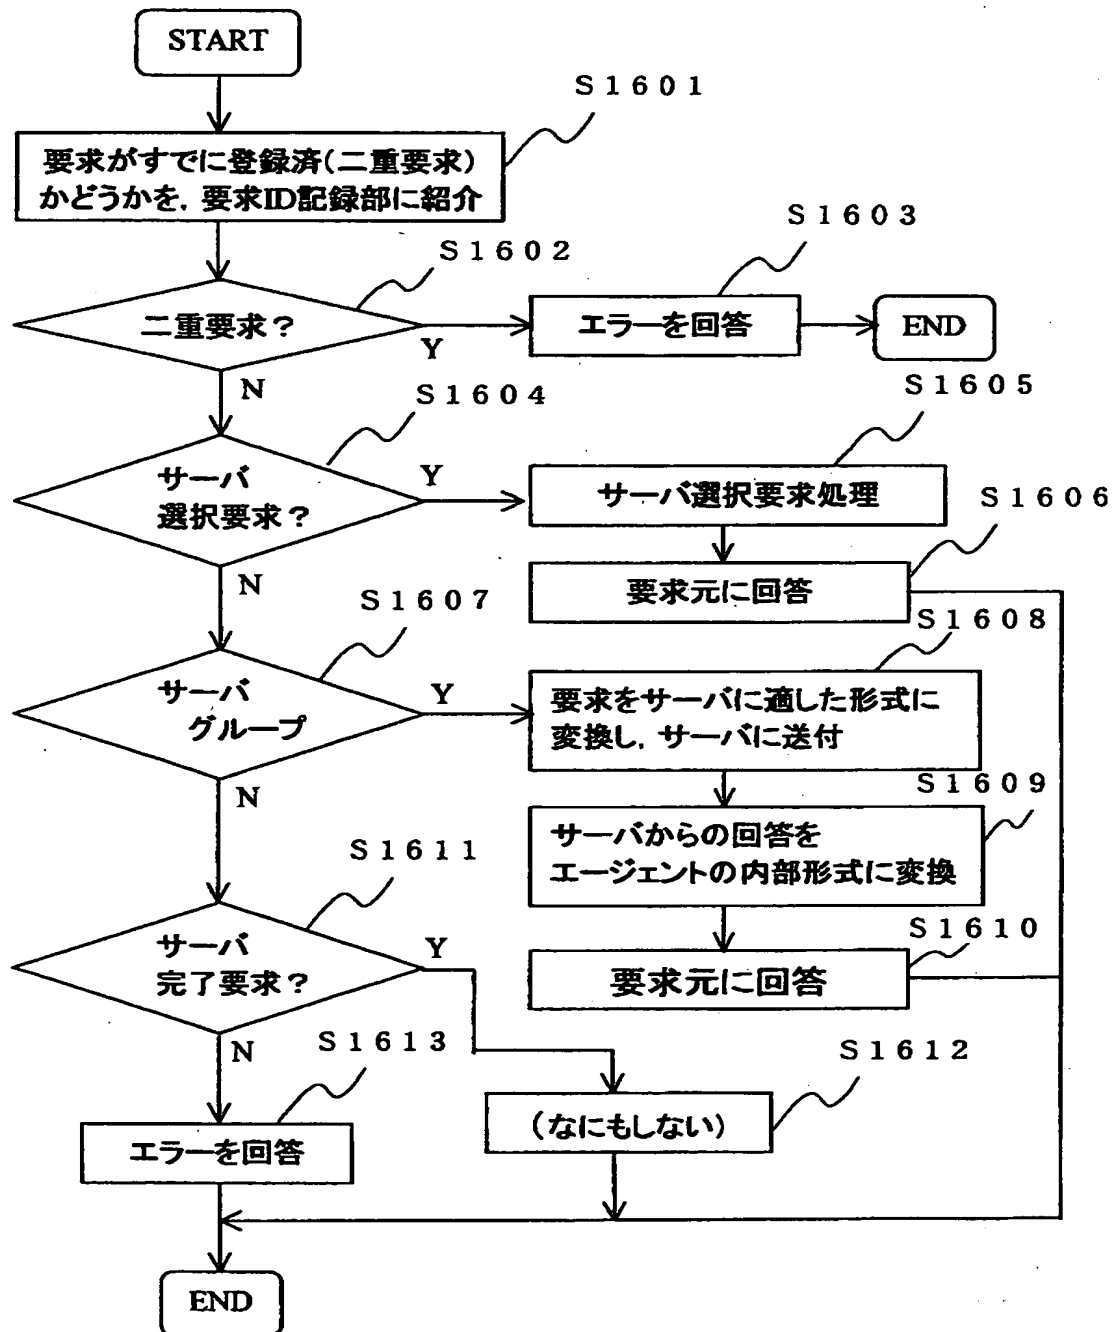 START
S1601
要求がすでに登録済(二重要求)
かどうかを,要求ID記録部に紹介
S1602
S1603
二重要求?
Y
エラーを回答
END
N
S1604
S1605
サーバ
選択要求?
Y
サーバ選択要求処理
S1606
N
要求元に回答
S1607
S1608
サーバ
グループ
Y
要求をサーバに適した形式に
変換し,サーバに送付
N
S1609
サーバからの回答を
エージェントの内部形式に変換
S1611
S1610
サーバ
完了要求?
Y
要求元に回答
N
S1613
S1612
エラーを回答
(なにもしない)
END